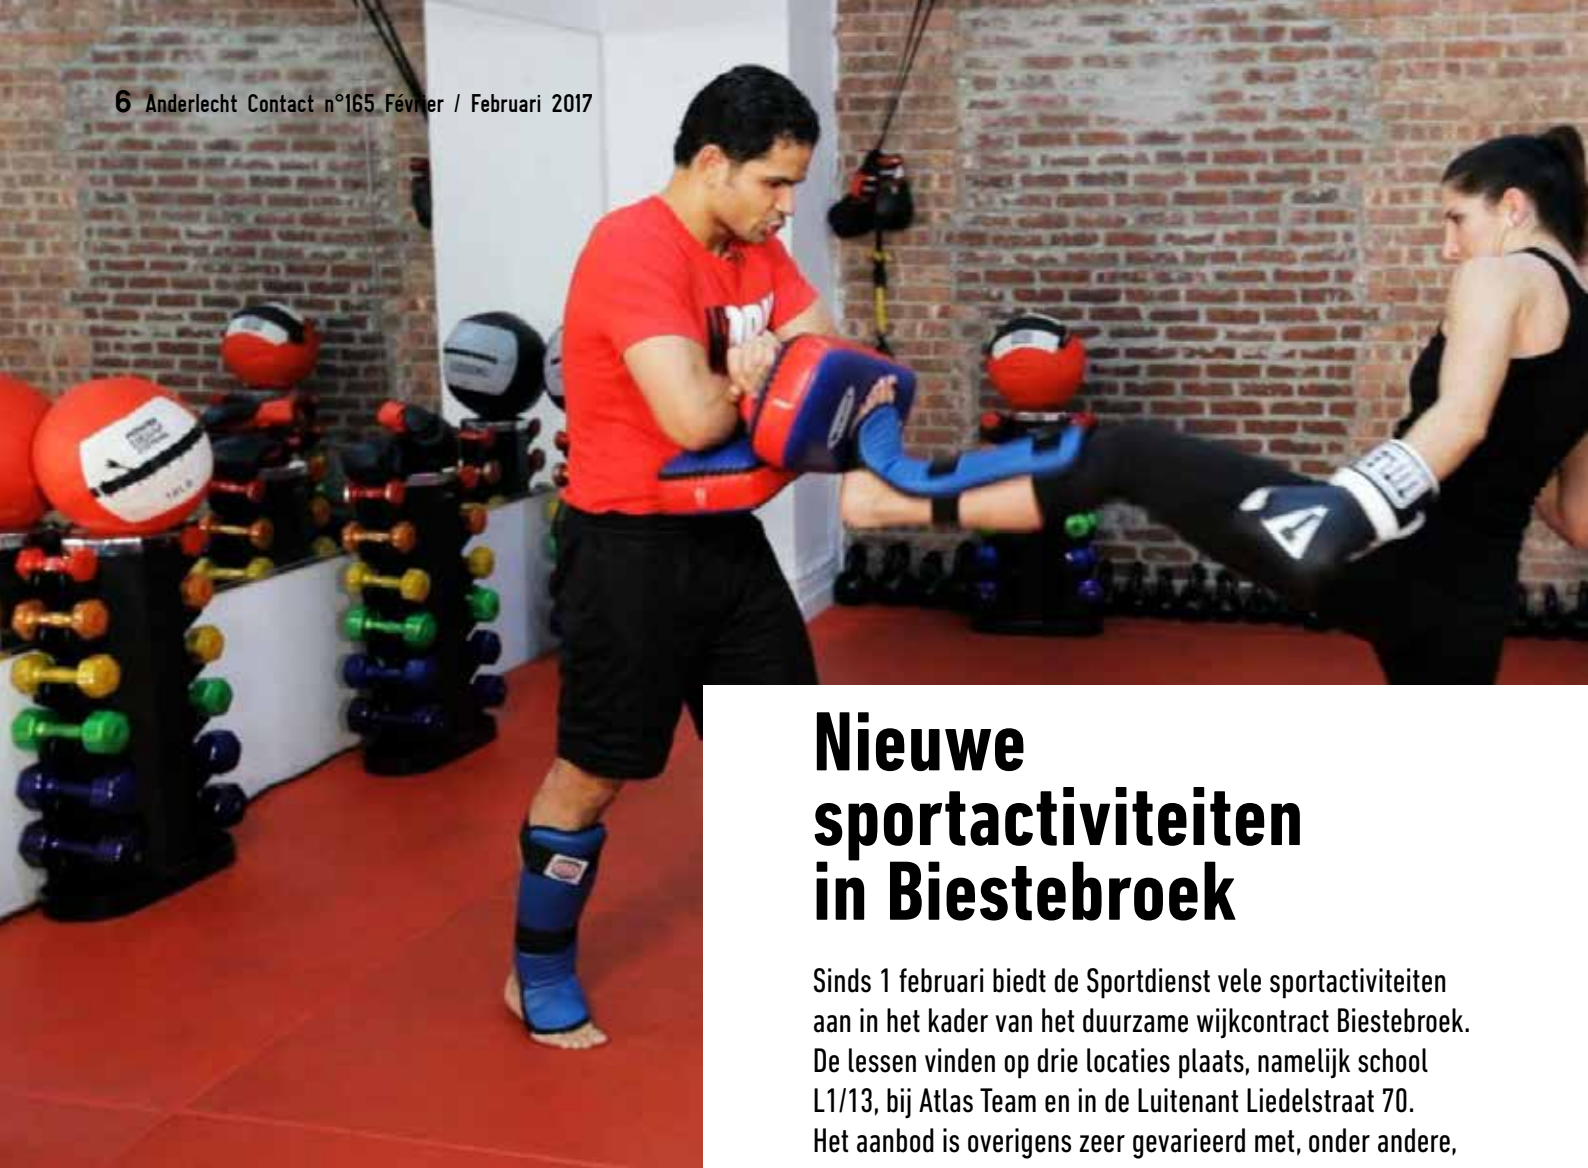 6 Anderlecht Contact n°165 Février / Februari 2017
Nieuwe
sportactiviteiten
in Biestebroek
Sinds 1 februari biedt de Sportdienst vele sportactiviteiten
aan in het kader van het duurzame wijkcontract Biestebroek.
De lessen vinden op drie locaties plaats, namelijk school
L1/13, bij Atlas Team en in de Luitenant Liedelstraat 70.
Het aanbod is overigens zeer gevarieerd met, onder andere,